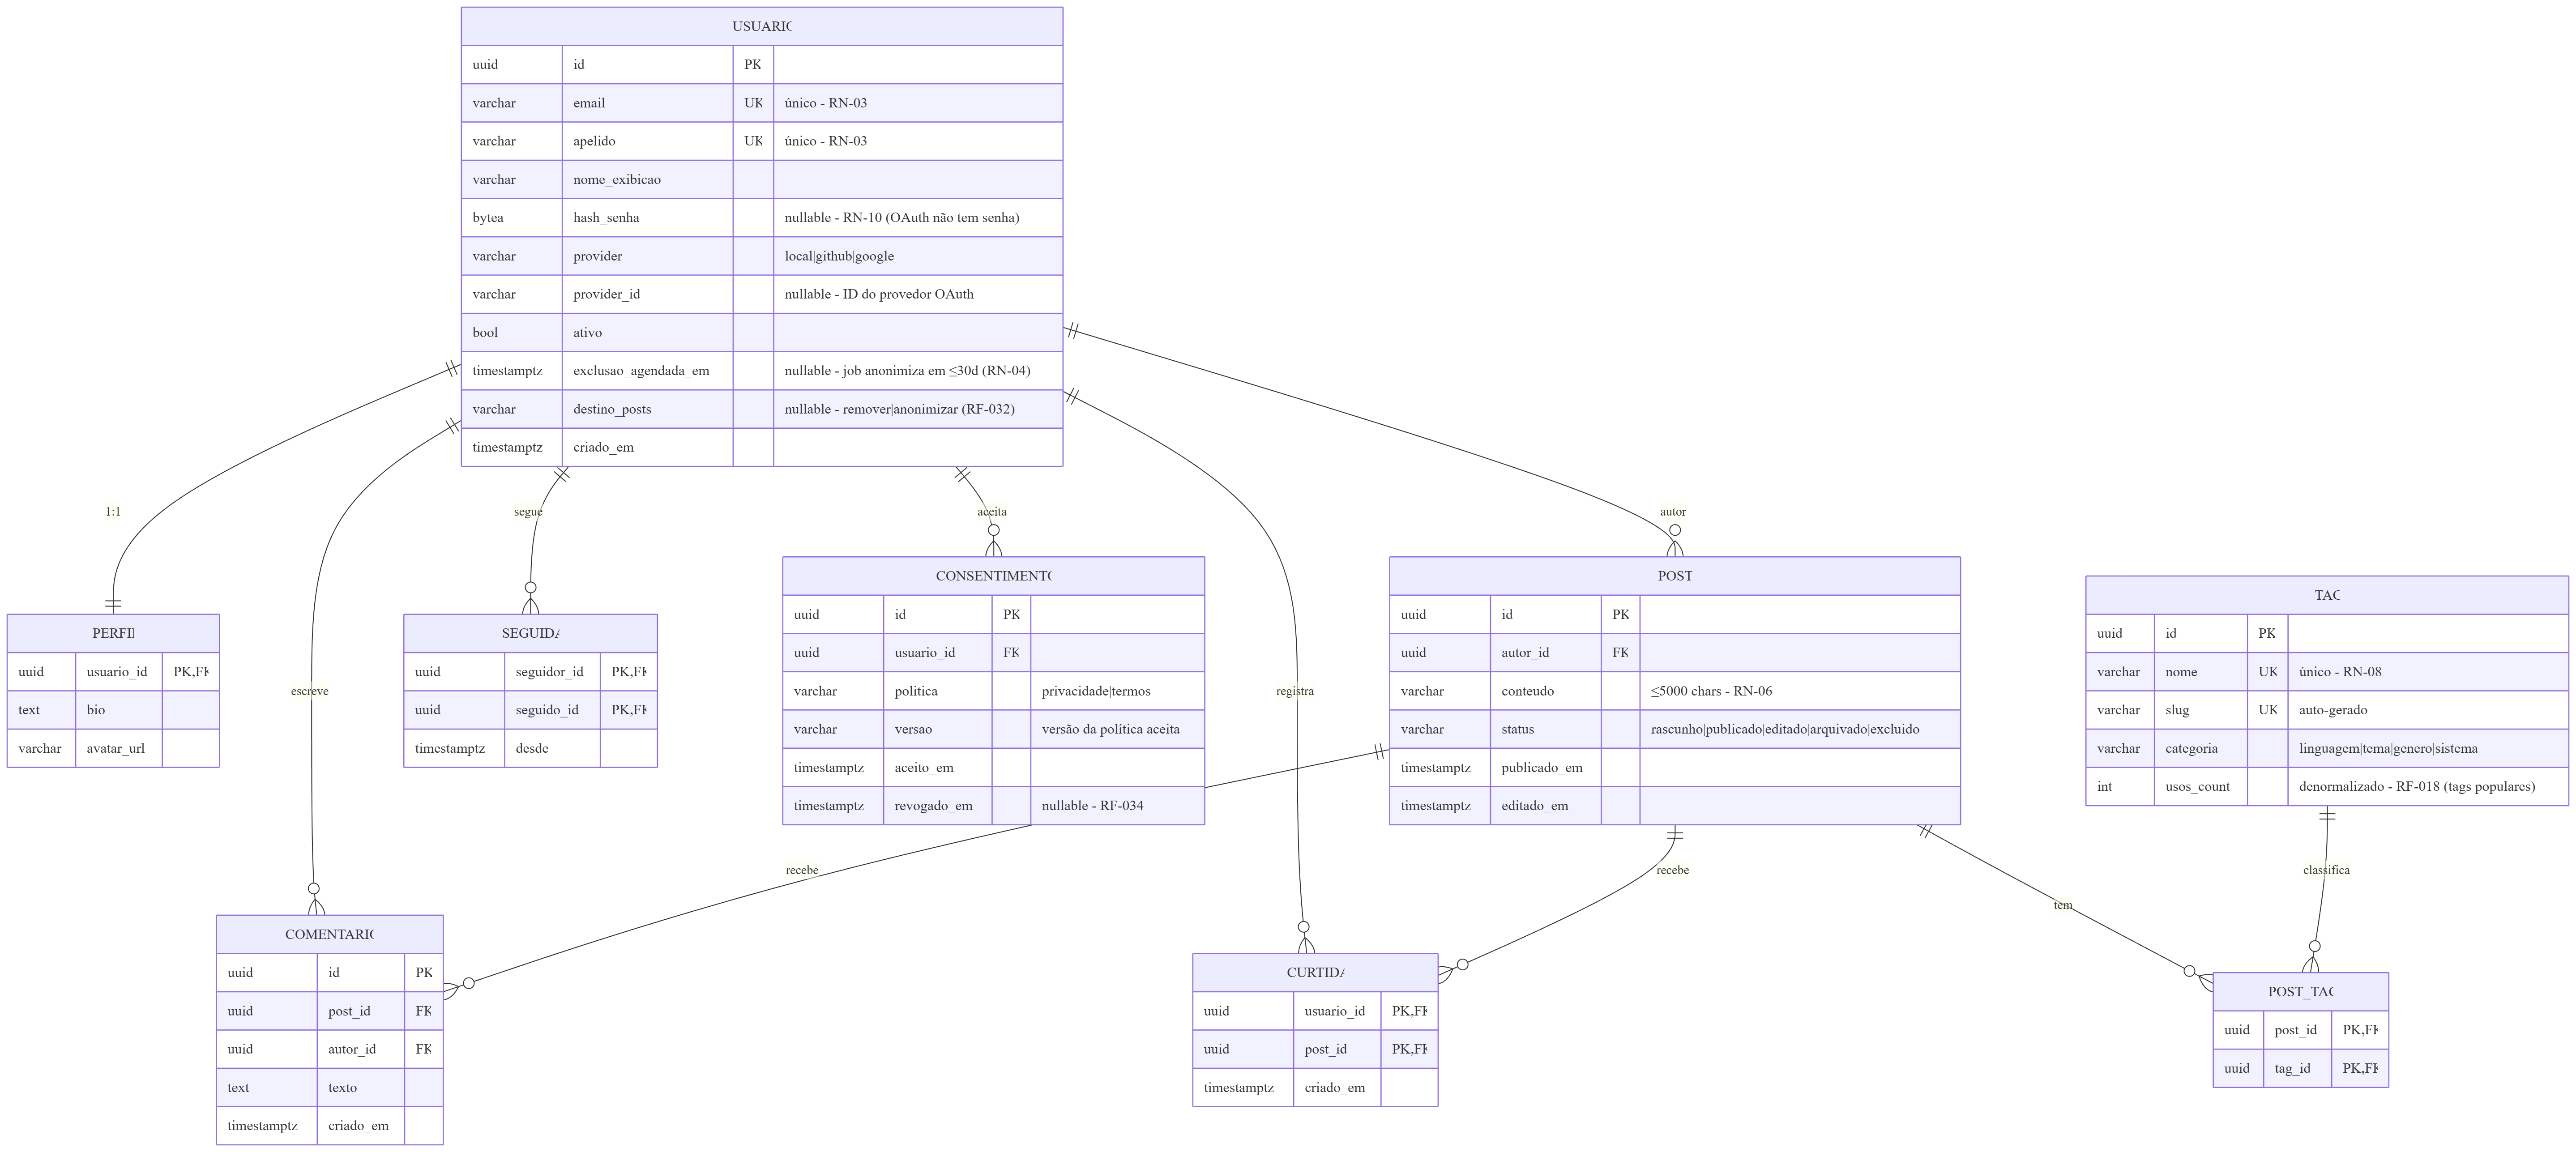 USUARIO
uuid id PK
varchar email UK único - RN-03
varchar apelido UK único - RN-03
varchar nome_exibicao
bytea hash_senha nullable - RN-10 (OAuth não tem senha)
varchar provider local|github|google
varchar provider_id nullable - ID do provedor OAuth
bool ativo
timestamptz exclusao_agendada_em nullable - job anonimiza em ≤30d (RN-04)
varchar destino_posts nullable - remover|anonimizar (RF-032)
timestamptz criado_em
1:1
segue
aceita
autor
escreve
registra
PERFIL
uuid usuario_id PK,FK
text bio
varchar avatar_url
SEGUIDA
uuid seguidor_id PK,FK
uuid seguido_id PK,FK
timestamptz desde
CONSENTIMENTO
uuid id PK
uuid usuario_id FK
varchar politica privacidade|termos
varchar versao versão da política aceita
timestamptz aceito_em
timestamptz revogado_em nullable - RF-034
POST
uuid id PK
uuid autor_id FK
varchar conteudo ≤5000 chars - RN-06
varchar status rascunho|publicado|editado|arquivado|excluido
timestamptz publicado_em
timestamptz editado_em
TAG
uuid id PK
varchar nome UK único - RN-08
varchar slug UK auto-gerado
varchar categoria linguagem|tema|genero|sistema
int usos_count denormalizado - RF-018 (tags populares)
recebe
recebe
tem
classifica
COMENTARIO
uuid id PK
uuid post_id FK
uuid autor_id FK
text texto
timestamptz criado_em
CURTIDA
uuid usuario_id PK,FK
uuid post_id PK,FK
timestamptz criado_em
POST_TAG
uuid post_id PK,FK
uuid tag_id PK,FK